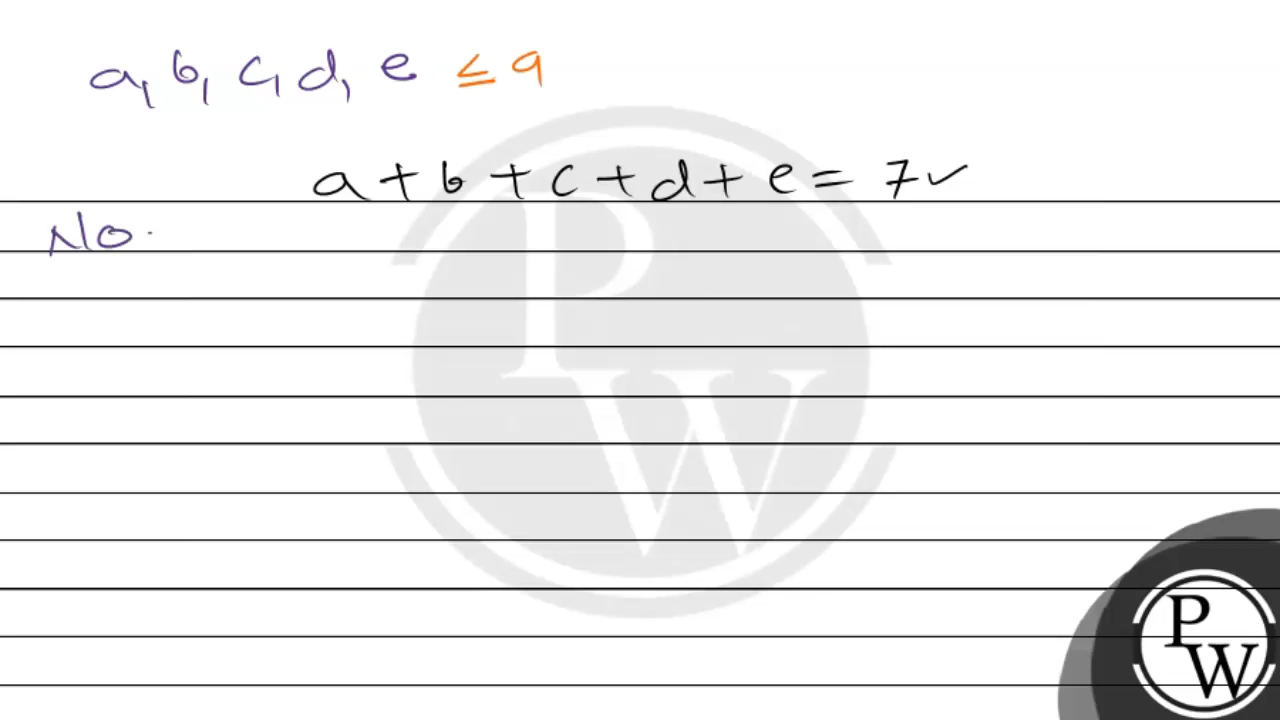 a, b, c, d, e ≤ 9
a + b + c + d + e = 7 ✓
No.
P
W
P
W